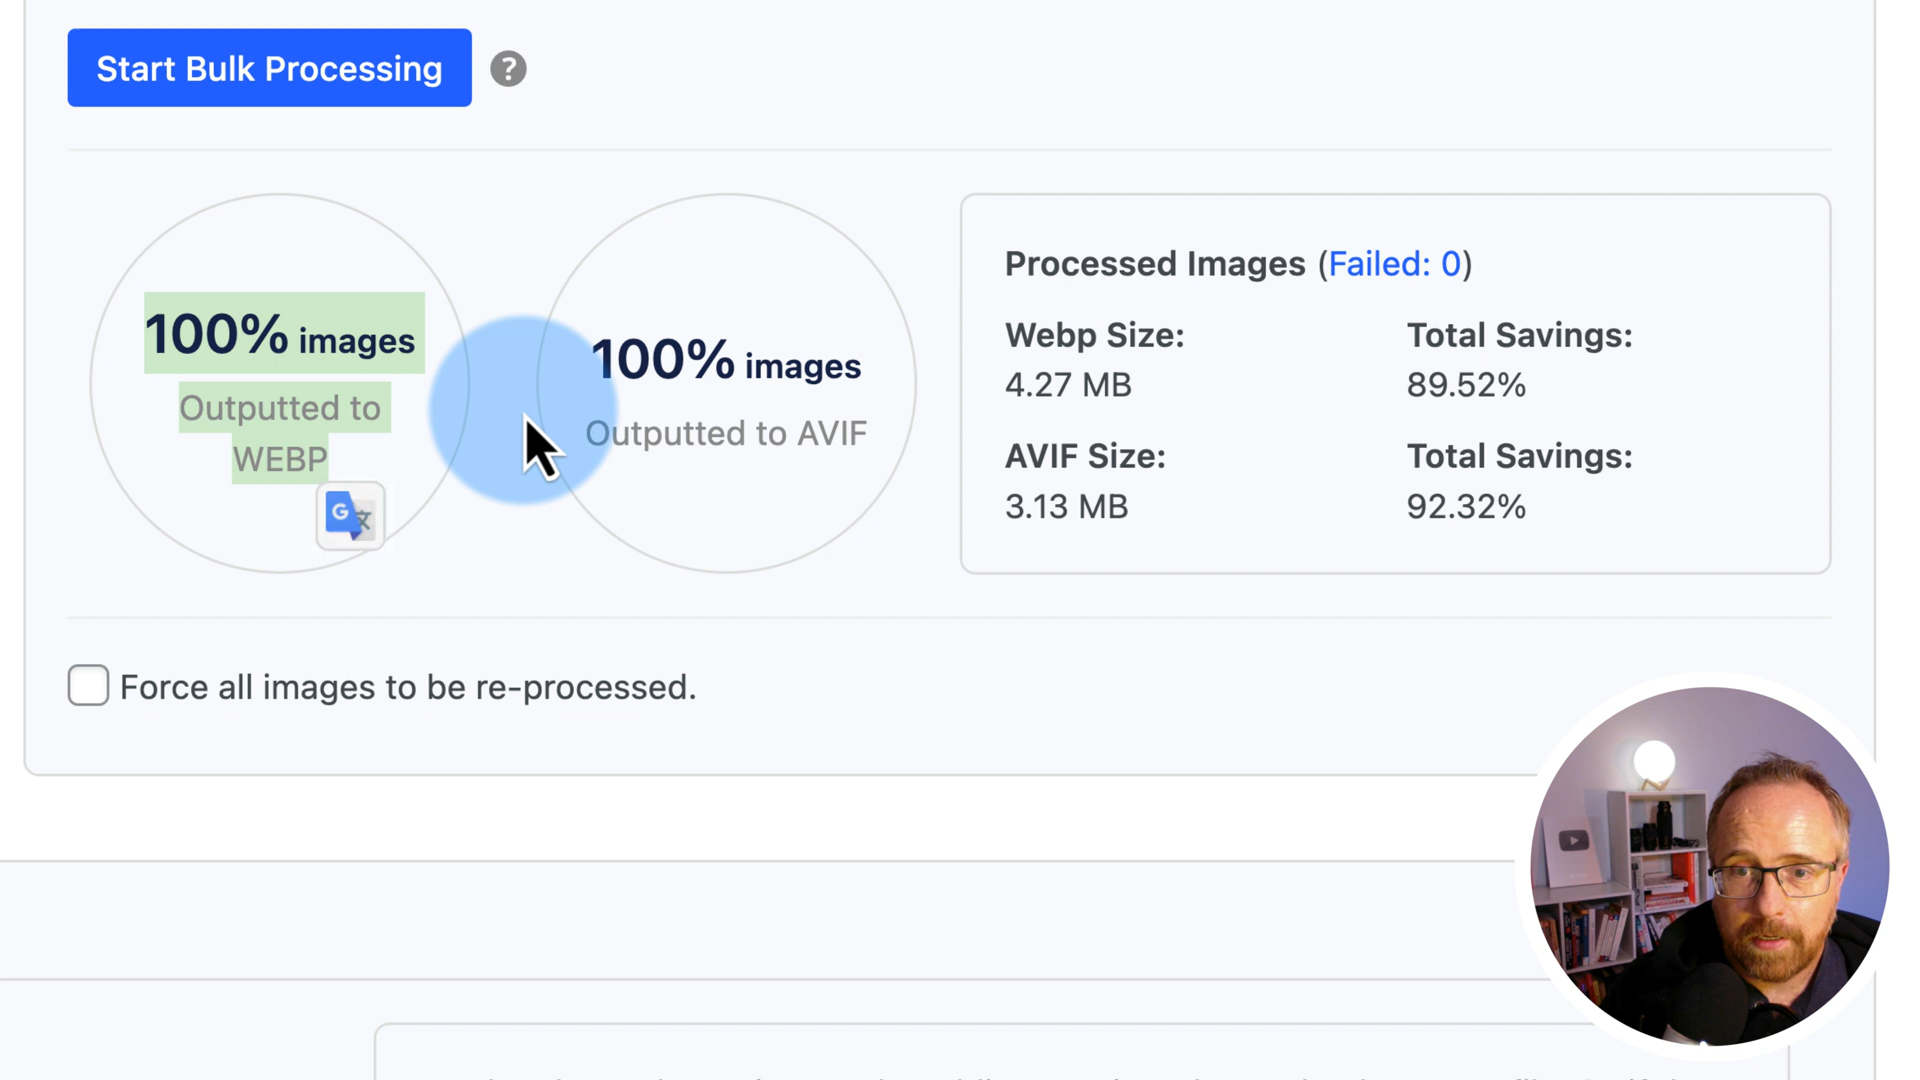 Start Bulk Processing ?
100% images
Outputted to
WEBP
100% images
Outputted to AVIF
Processed Images (Failed: 0)
Webp Size:
4.27 MB
Total Savings:
89.52%
AVIF Size:
3.13 MB
Total Savings:
92.32%
Force all images to be re-processed.